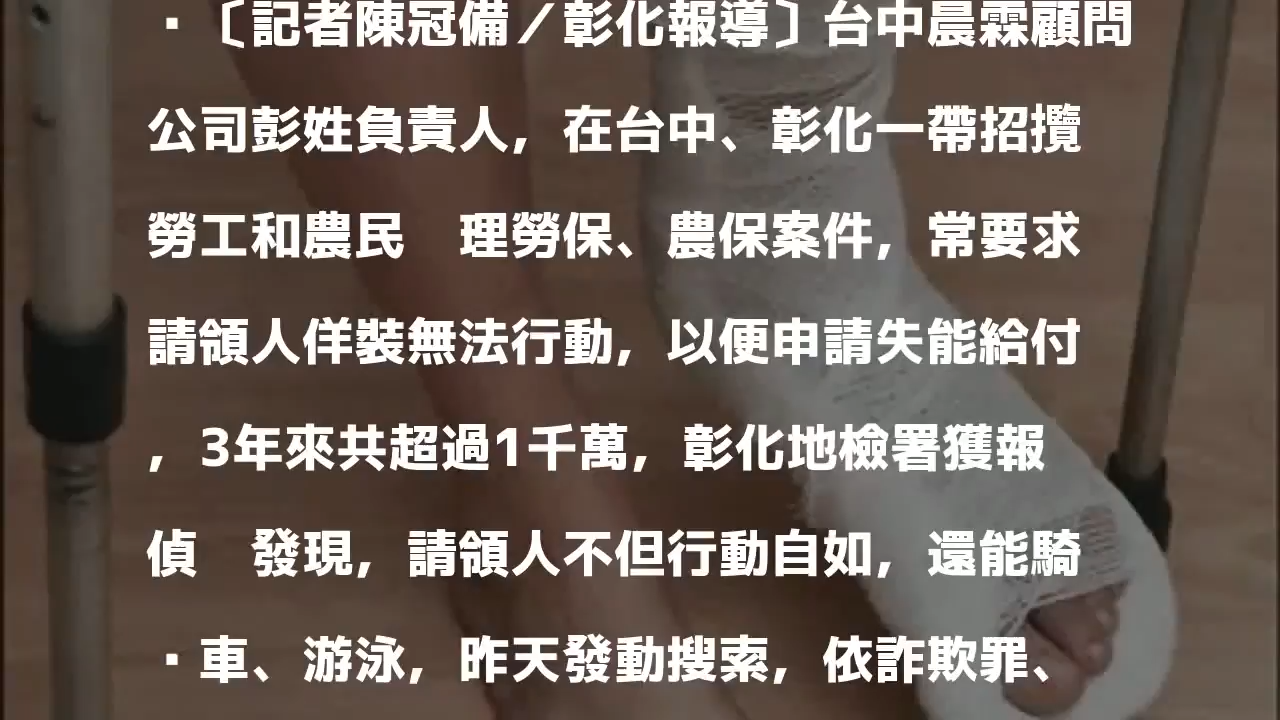 ▪〔記者陳冠備／彰化報導〕台中晨霖顧問
公司彭姓負責人，在台中、彰化一帶招攬
勞工和農民　理勞保、農保案件，常要求
請領人佯裝無法行動，以便申請失能給付
，3年來共超過1千萬，彰化地檢署獲報
偵　發現，請領人不但行動自如，還能騎
▪車、游泳，昨天發動搜索，依詐欺罪、